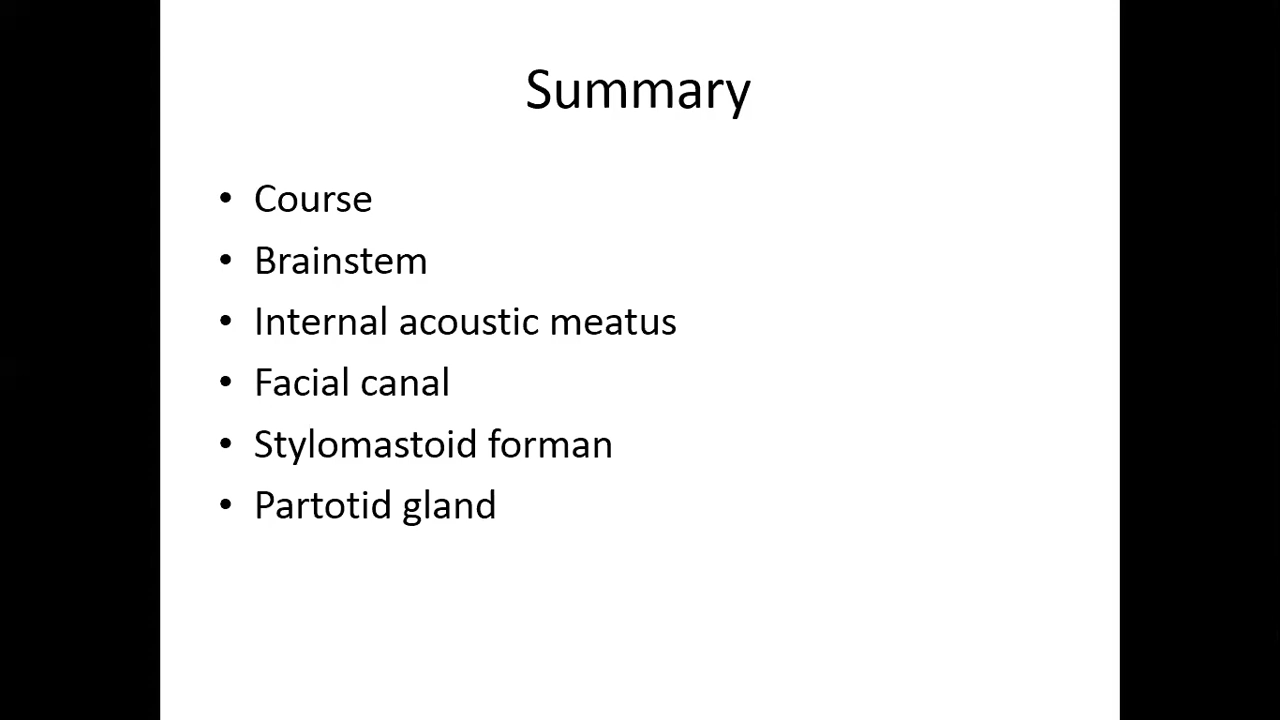 Summary
• Course
• Brainstem
• Internal acoustic meatus
• Facial canal
• Stylomastoid forman
• Partotid gland